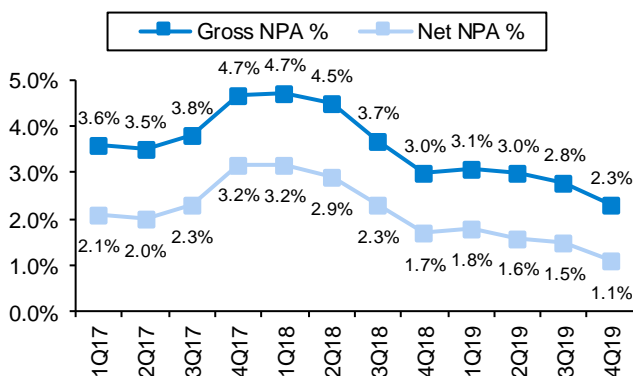 Gross NPA % Net NPA %
5.0%
4.0%
3.0%
2.0%
1.0%
0.0%
3.6% 3.5% 3.8% 4.7% 4.7% 4.5% 3.7% 3.0% 3.1% 3.0% 2.8% 2.3%
2.1% 2.0% 2.3% 3.2% 3.2% 2.9% 2.3% 1.7% 1.8% 1.6% 1.5% 1.1%
1Q17 2Q17 3Q17 4Q17 1Q18 2Q18 3Q18 4Q18 1Q19 2Q19 3Q19 4Q19